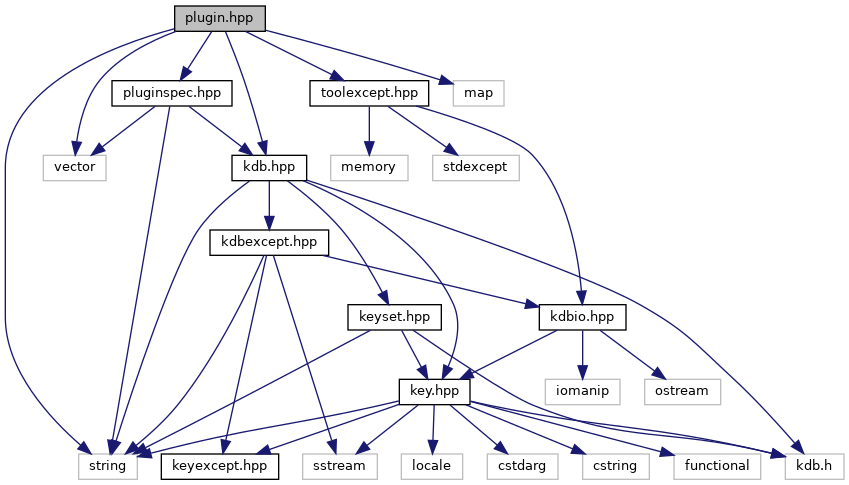 plugin.hpp
pluginspec.hpp
toolexcept.hpp
map
vector
kdb.hpp
memory
stdexcept
kdbexcept.hpp
keyset.hpp
kdbio.hpp
key.hpp
iomanip
ostream
string
keyexcept.hpp
sstream
locale
cstdarg
cstring
functional
kdb.h